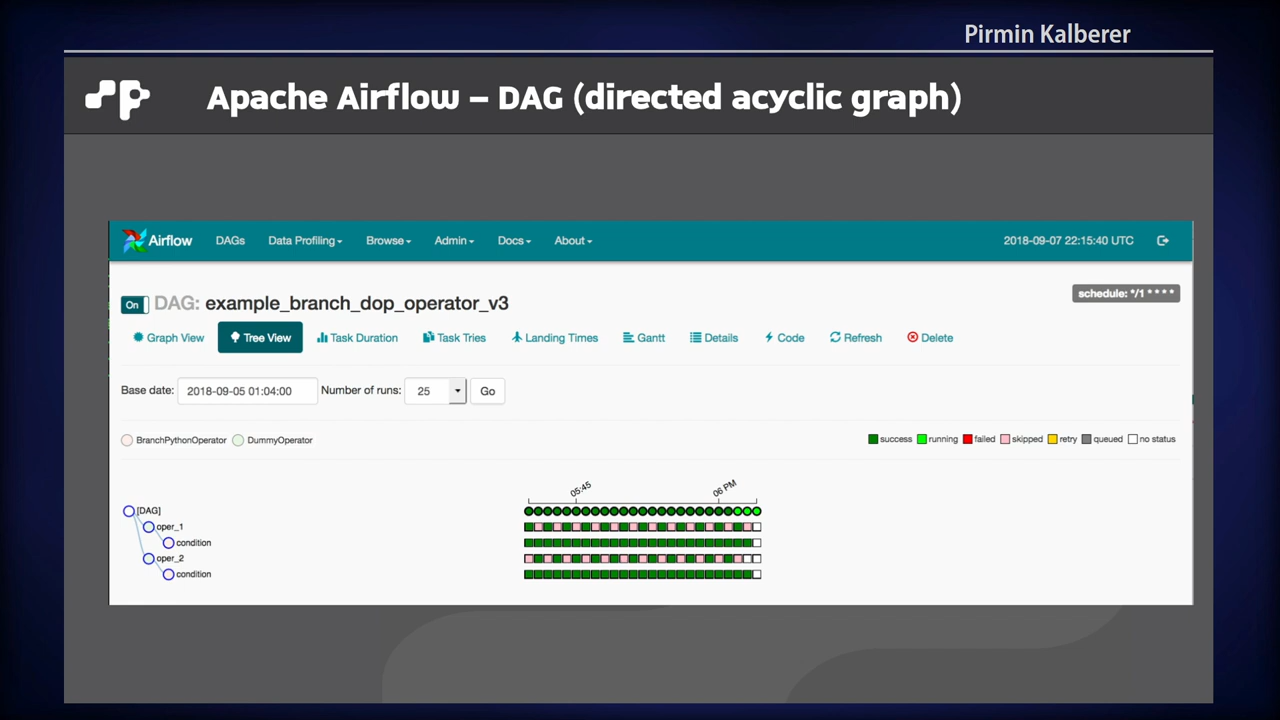 Pirmin Kalberer
Apache Airflow – DAG (directed acyclic graph)
Airflow DAGs Data Profiling Browse Admin Docs About 2018-09-07 22:15:40 UTC
On DAG: example_branch_dop_operator_v3 schedule: */1 * * * *
Graph View Tree View Task Duration Task Tries Landing Times Gantt Details Code Refresh Delete
Base date: 2018-09-05 01:04:00 Number of runs: 25 Go
BranchPythonOperator DummyOperator success running failed skipped retry queued no status
05:45 06 PM
[DAG]
oper_1
condition
oper_2
condition